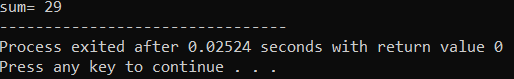 sum= 29
--------------------------------
Process exited after 0.02524 seconds with return value 0
Press any key to continue . . .